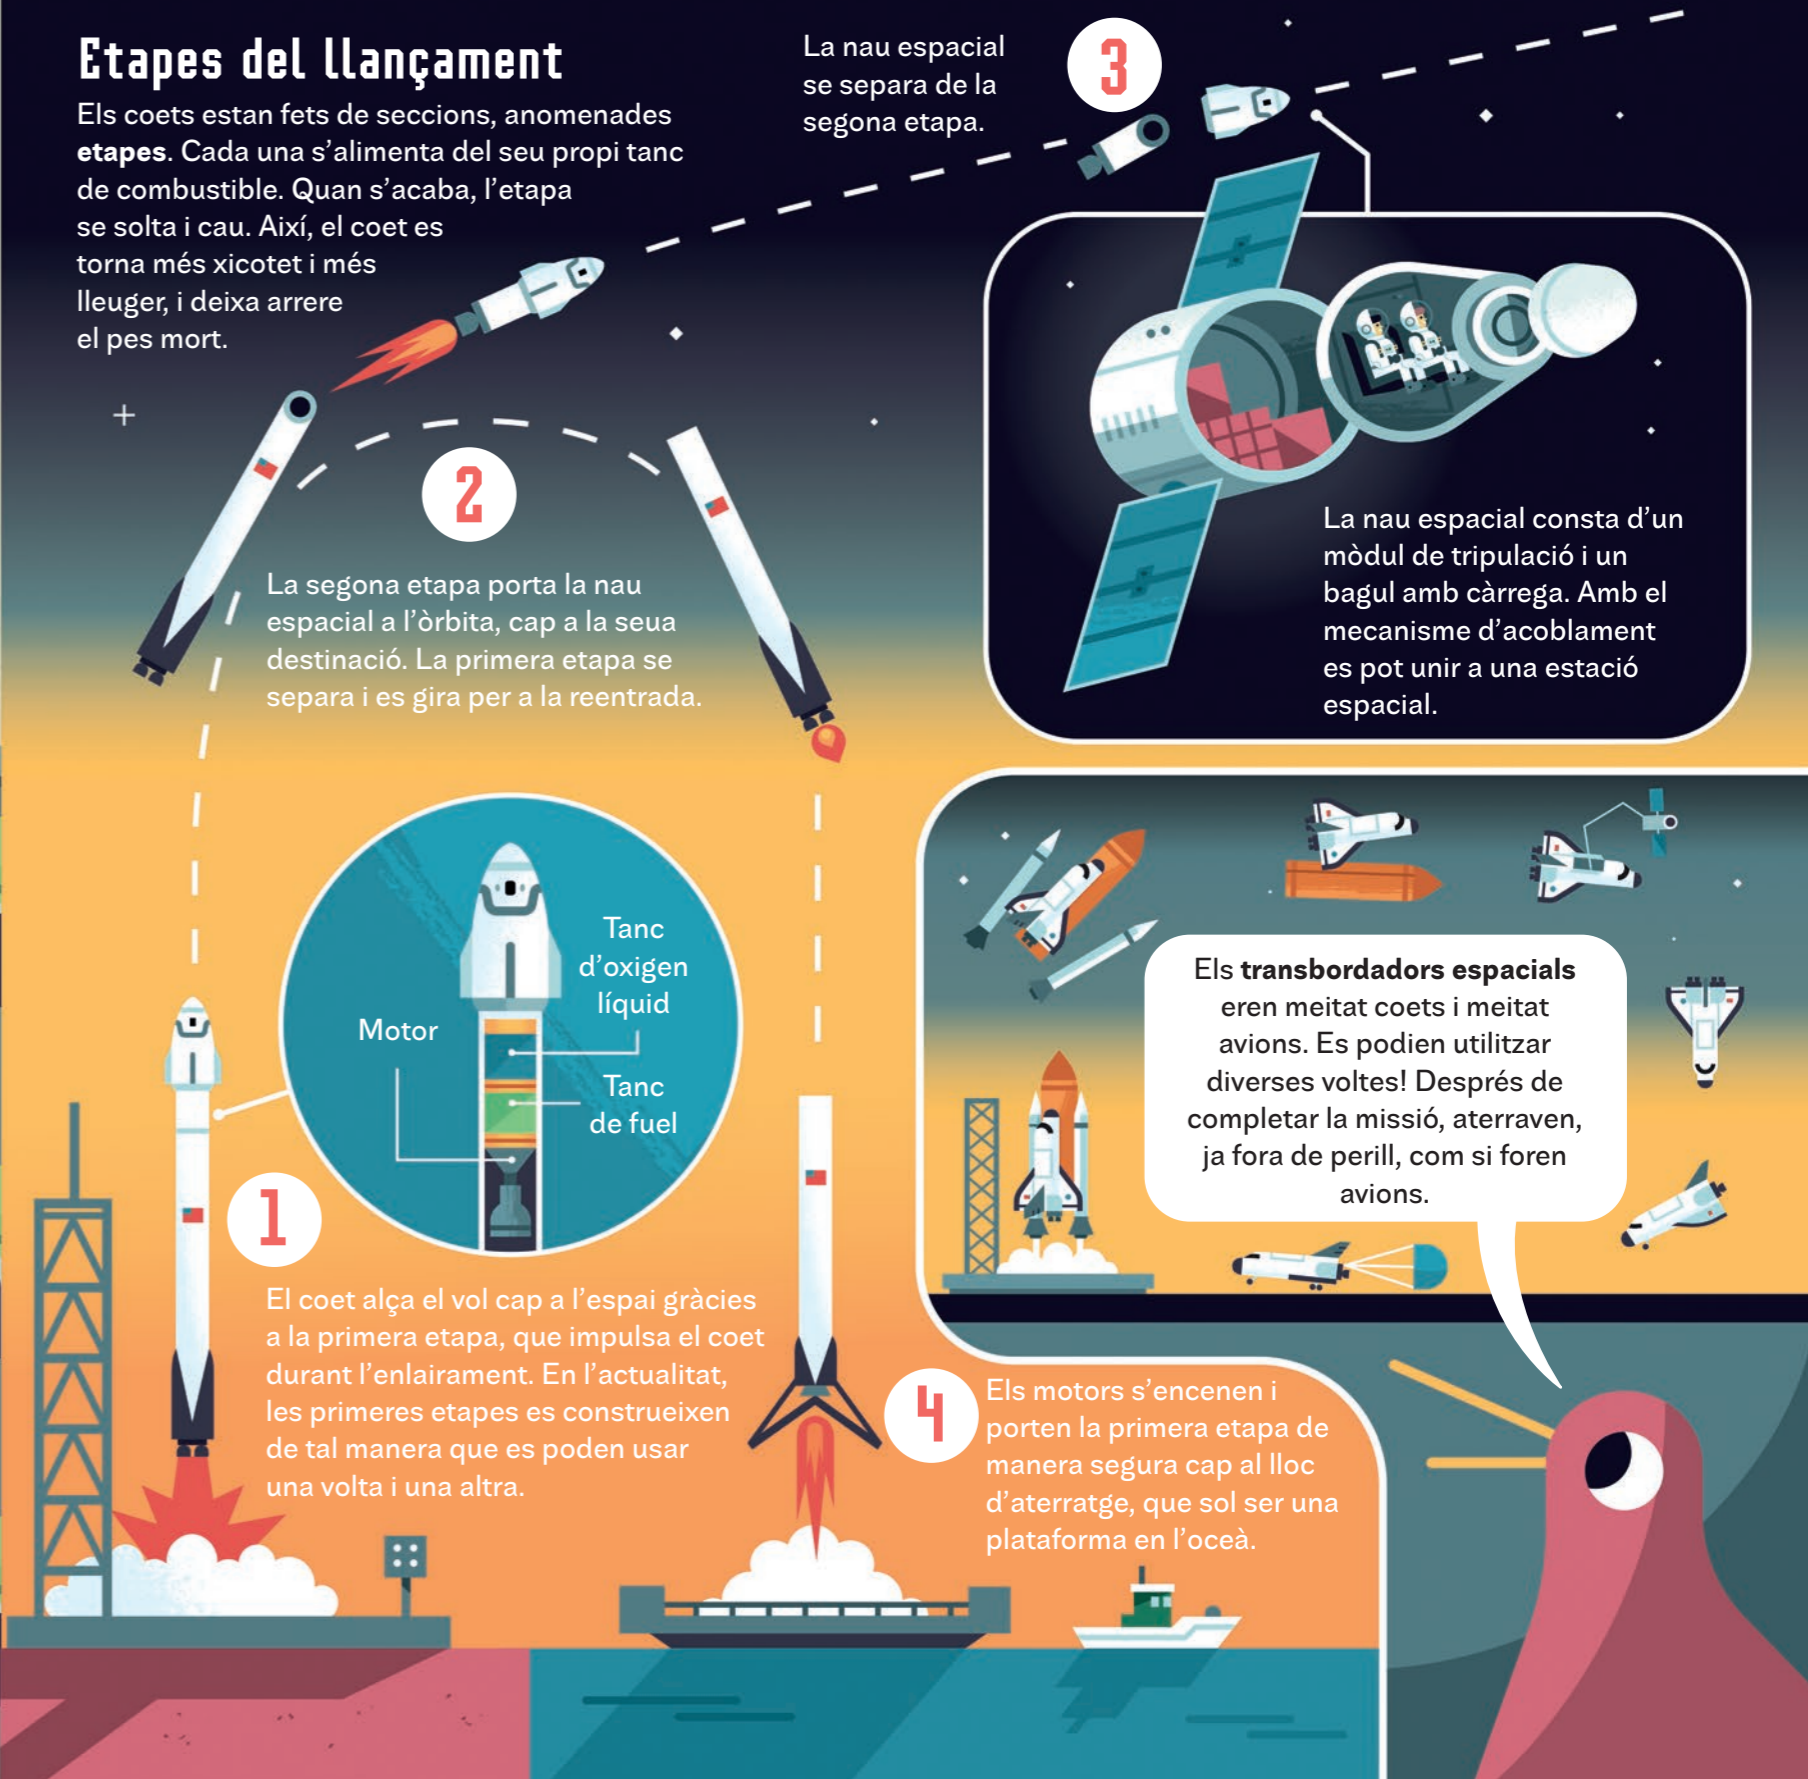 Etapes del llançament
Els coets estan fets de seccions, anomenades
etapes. Cada una s’alimenta del seu propi tanc
de combustible. Quan s’acaba, l’etapa
se solta i cau. Així, el coet es
torna més xicotet i més
lleuger, i deixa arrere
el pes mort.
La nau espacial
se separa de la
segona etapa.
3
2
La segona etapa porta la nau
espacial a l’òrbita, cap a la seua
destinació. La primera etapa se
separa i es gira per a la reentrada.
La nau espacial consta d’un
mòdul de tripulació i un
bagul amb càrrega. Amb el
mecanisme d’acoblament
es pot unir a una estació
espacial.
Tanc
d’oxigen
líquid
Motor
Tanc
de fuel
1
El coet alça el vol cap a l’espai gràcies
a la primera etapa, que impulsa el coet
durant l’enlairament. En l’actualitat,
les primeres etapes es construeixen
de tal manera que es poden usar
una volta i una altra.
Els transbordadors espacials
eren meitat coets i meitat
avions. Es podien utilitzar
diverses voltes! Després de
completar la missió, aterraven,
ja fora de perill, com si foren
avions.
4
Els motors s’encenen i
porten la primera etapa de
manera segura cap al lloc
d’aterratge, que sol ser una
plataforma en l’oceà.